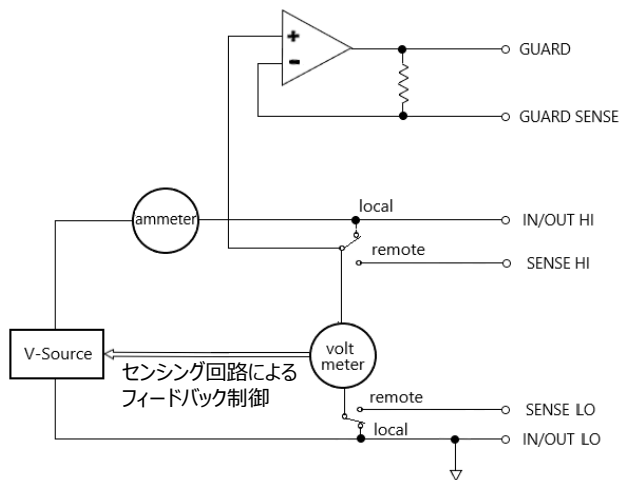 +
GUARD
-
GUARD SENSE
local
ammeter
IN/OUT HI
remote
SENSE HI
volt
meter
V-Source
センシング回路による
フィードバック制御
remote
SENSE LO
local
IN/OUT LO